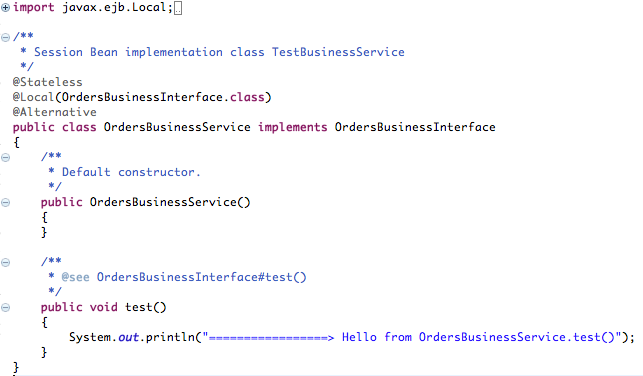 import javax.ejb.Local;
/**
 * Session Bean implementation class TestBusinessService
 */
@Stateless
@Local(OrdersBusinessInterface.class)
@Alternative
public class OrdersBusinessService implements OrdersBusinessInterface
{
    /**
     * Default constructor.
     */
    public OrdersBusinessService()
    {
    }
    /**
     * @see OrdersBusinessInterface#test()
     */
    public void test()
    {
        System.out.println("=================> Hello from OrdersBusinessService.test()");
    }
}